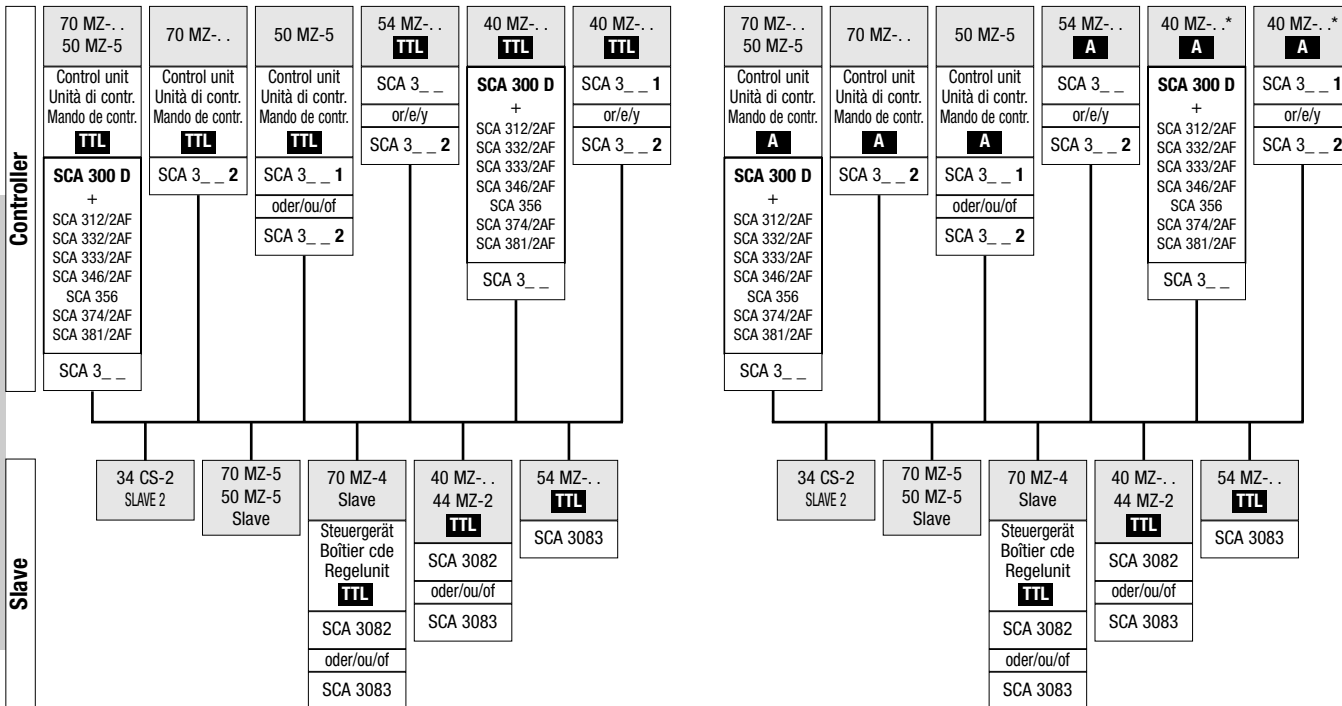 Controller
70 MZ-. .
50 MZ-5
Control unit
Unità di contr.
Mando de contr.
TTL
SCA 300 D
+
SCA 312/2AF
SCA 332/2AF
SCA 333/2AF
SCA 346/2AF
SCA 356
SCA 374/2AF
SCA 381/2AF
SCA 3_ _
70 MZ-. .
Control unit
Unità di contr.
Mando de contr.
TTL
SCA 3_ _ 2
50 MZ-5
Control unit
Unità di contr.
Mando de contr.
TTL
SCA 3_ _ 1
oder/ou/of
SCA 3_ _ 2
54 MZ-. .
TTL
SCA 3_ _
or/e/y
SCA 3_ _ 2
40 MZ-. .
TTL
SCA 300 D
+
SCA 312/2AF
SCA 332/2AF
SCA 333/2AF
SCA 346/2AF
SCA 356
SCA 374/2AF
SCA 381/2AF
SCA 3_ _
40 MZ-. .
TTL
SCA 3_ _ 1
or/e/y
SCA 3_ _ 2
70 MZ-. .
50 MZ-5
Control unit
Unità di contr.
Mando de contr.
A
SCA 300 D
+
SCA 312/2AF
SCA 332/2AF
SCA 333/2AF
SCA 346/2AF
SCA 356
SCA 374/2AF
SCA 381/2AF
SCA 3_ _
70 MZ-. .
Control unit
Unità di contr.
Mando de contr.
A
SCA 3_ _ 2
50 MZ-5
Control unit
Unità di contr.
Mando de contr.
A
SCA 3_ _ 1
oder/ou/of
SCA 3_ _ 2
54 MZ-. .
A
SCA 3_ _
or/e/y
SCA 3_ _ 2
40 MZ-. .*
A
SCA 300 D
+
SCA 312/2AF
SCA 332/2AF
SCA 333/2AF
SCA 346/2AF
SCA 356
SCA 374/2AF
SCA 381/2AF
SCA 3_ _
40 MZ-. .*
A
SCA 3_ _ 1
or/e/y
SCA 3_ _ 2
Slave
34 CS-2
SLAVE 2
70 MZ-5
50 MZ-5
Slave
70 MZ-4
Slave
Steuergerät
Boîtier cde
Regelunit
TTL
SCA 3082
oder/ou/of
SCA 3083
40 MZ-. .
44 MZ-2
TTL
SCA 3082
oder/ou/of
SCA 3083
54 MZ-. .
TTL
SCA 3083
34 CS-2
SLAVE 2
70 MZ-5
50 MZ-5
Slave
70 MZ-4
Slave
Steuergerät
Boîtier cde
Regelunit
TTL
SCA 3082
oder/ou/of
SCA 3083
40 MZ-. .
44 MZ-2
TTL
SCA 3082
oder/ou/of
SCA 3083
54 MZ-. .
TTL
SCA 3083